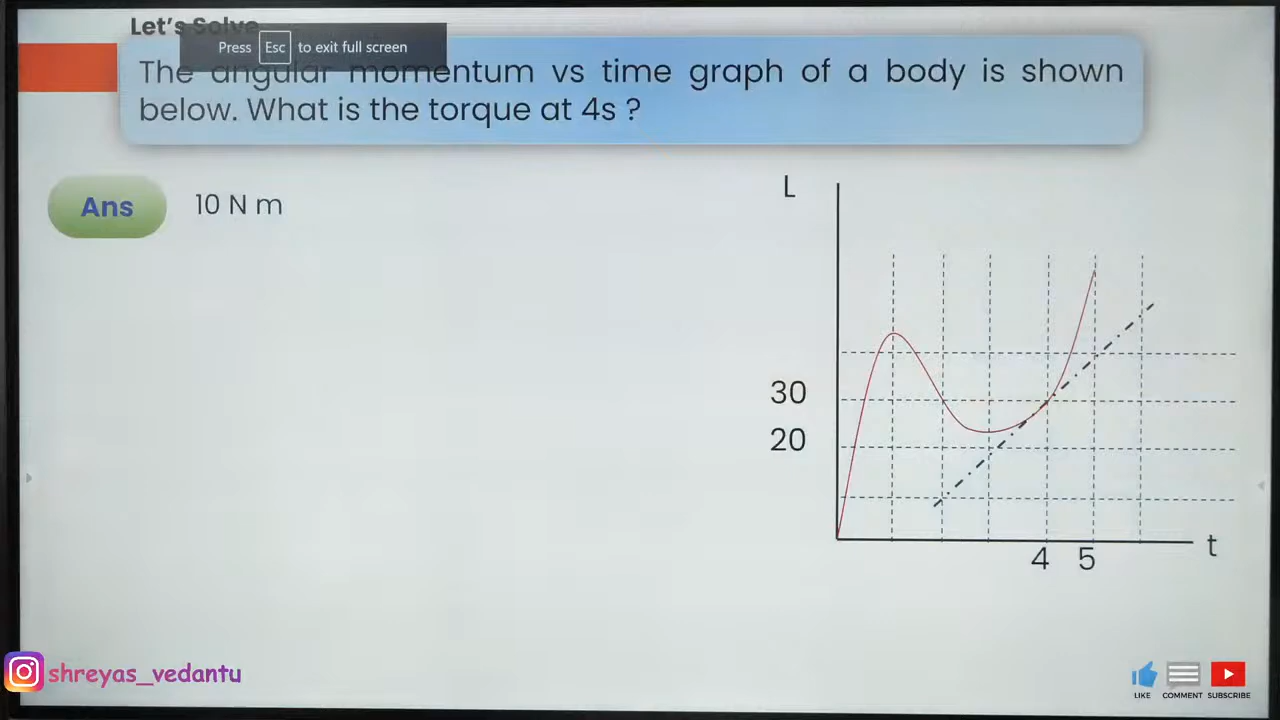 Let's Solve
Press Esc to exit full screen
The angular momentum vs time graph of a body is shown
below. What is the torque at 4s ?
Ans
10 N m
L
30
20
4 5
t
shreyas_vedantu
LIKE COMMENT SUBSCRIBE